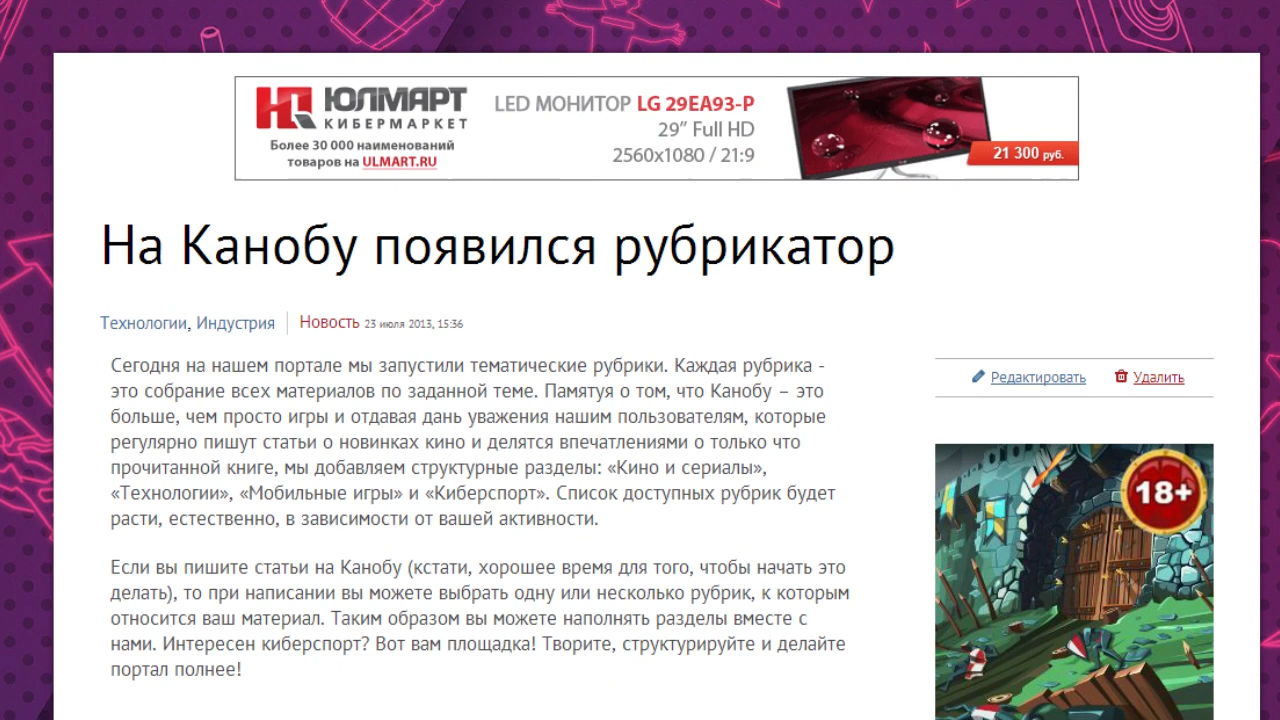 ЮЛМАРТ
КИБЕРМАРКЕТ
Более 30 000 наименований
товаров на ULMART.RU
LED МОНИТОР LG 29EA93-P
29” Full HD
2560x1080 / 21:9
21 300 руб.
На Канобу появился рубрикатор
Технологии, Индустрия Новость 23 июля 2013, 15:36
Сегодня на нашем портале мы запустили тематические рубрики. Каждая рубрика -
это собрание всех материалов по заданной теме. Памятуя о том, что Канобу – это
больше, чем просто игры и отдавая дань уважения нашим пользователям, которые
регулярно пишут статьи о новинках кино и делятся впечатлениями о только что
прочитанной книге, мы добавляем структурные разделы: «Кино и сериалы»,
«Технологии», «Мобильные игры» и «Киберспорт». Список доступных рубрик будет
расти, естественно, в зависимости от вашей активности.
Если вы пишите статьи на Канобу (кстати, хорошее время для того, чтобы начать это
делать), то при написании вы можете выбрать одну или несколько рубрик, к которым
относится ваш материал. Таким образом вы можете наполнять разделы вместе с
нами. Интересен киберспорт? Вот вам площадка! Творите, структурируйте и делайте
портал полнее!
Редактировать Удалить
18+